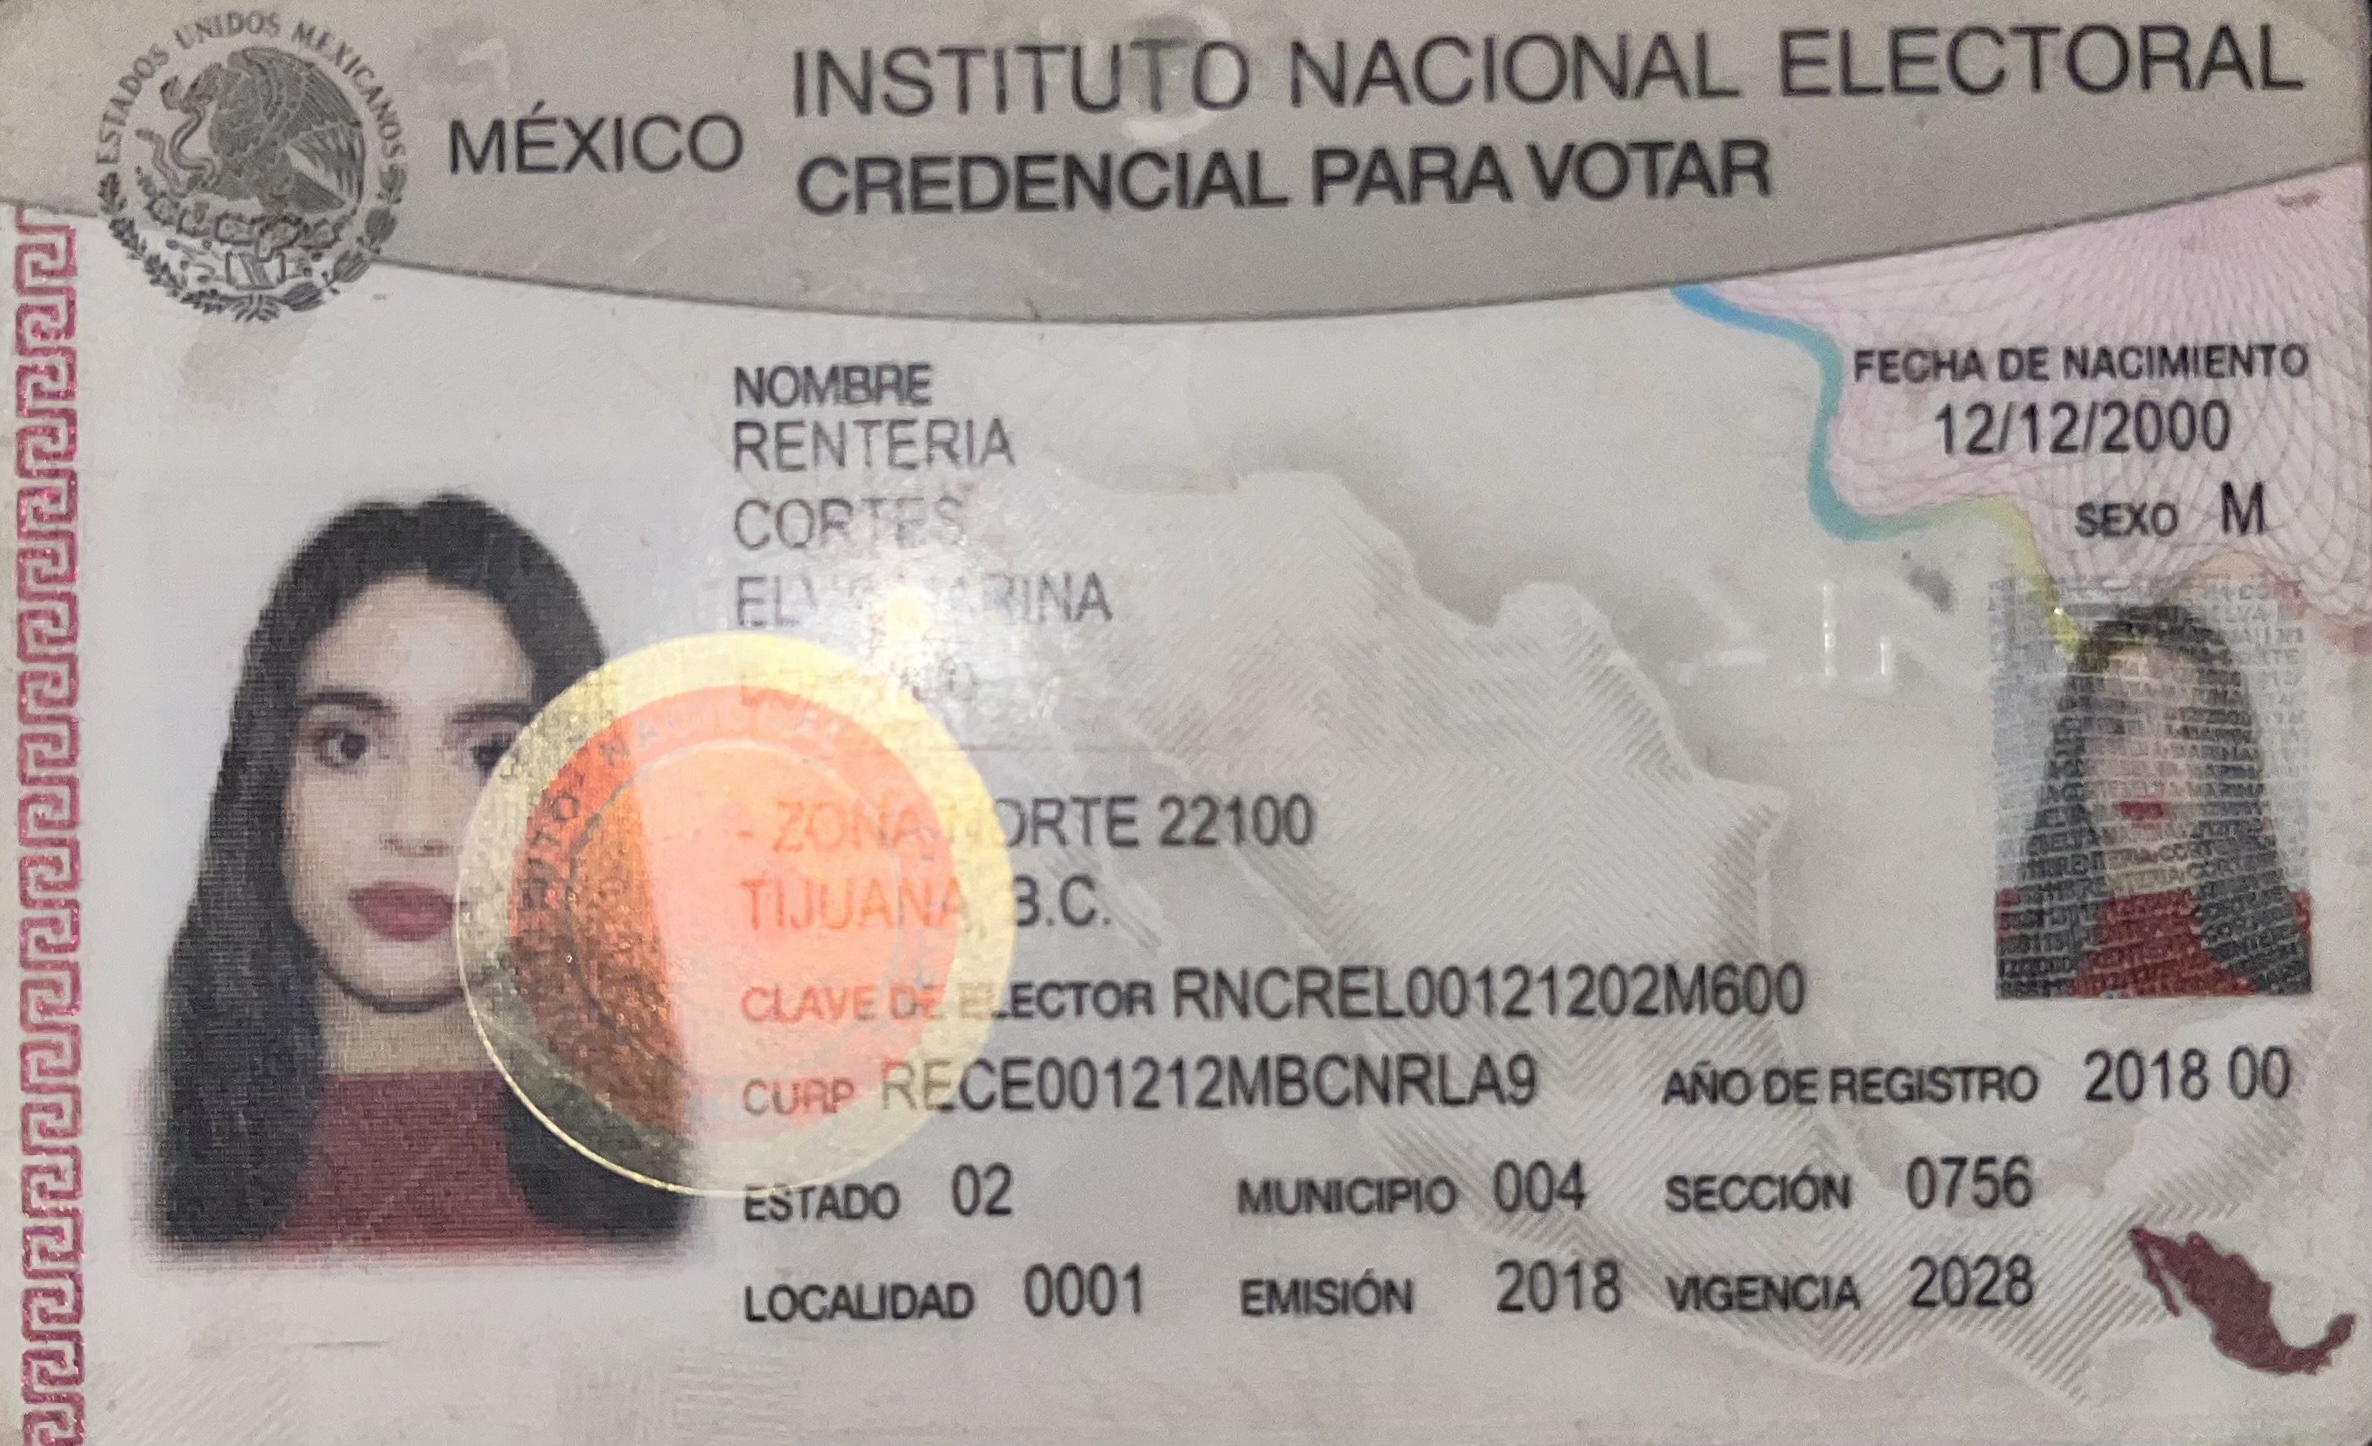 ESTADOS UNIDOS MEXICANOS
MÉXICO
INSTITUTO NACIONAL ELECTORAL
CREDENCIAL PARA VOTAR
NOMBRE
RENTERIA
CORTES
FECHA DE NACIMIENTO
12/12/2000
SEXO M
- ZONA NORTE 22100
TIJUANA, B.C.
CLAVE DE ELECTOR RNCREL00121202M600
CURP RECE001212MBCNRLA9
AÑO DE REGISTRO 2018 00
ESTADO 02
MUNICIPIO 004
SECCIÓN 0756
LOCALIDAD 0001
EMISIÓN 2018
VIGENCIA 2028